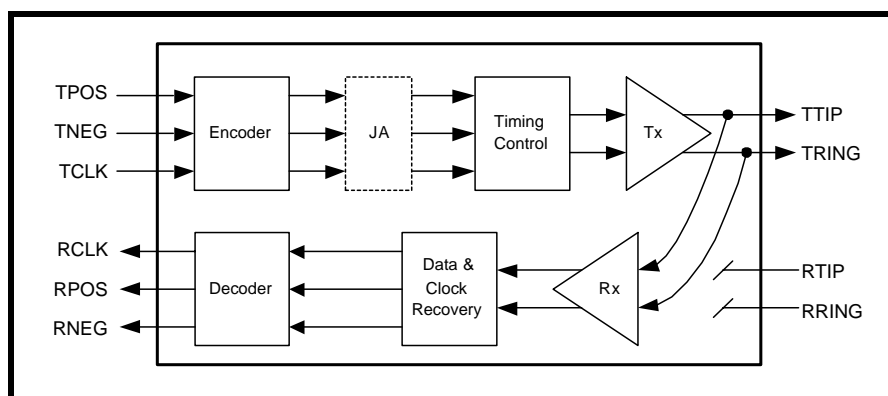 TPOS
TNEG
TCLK
Encoder
JA
Timing
Control
Tx
TTIP
TRING
RCLK
RPOS
RNEG
Decoder
Data &
Clock
Recovery
Rx
RTIP
RRING